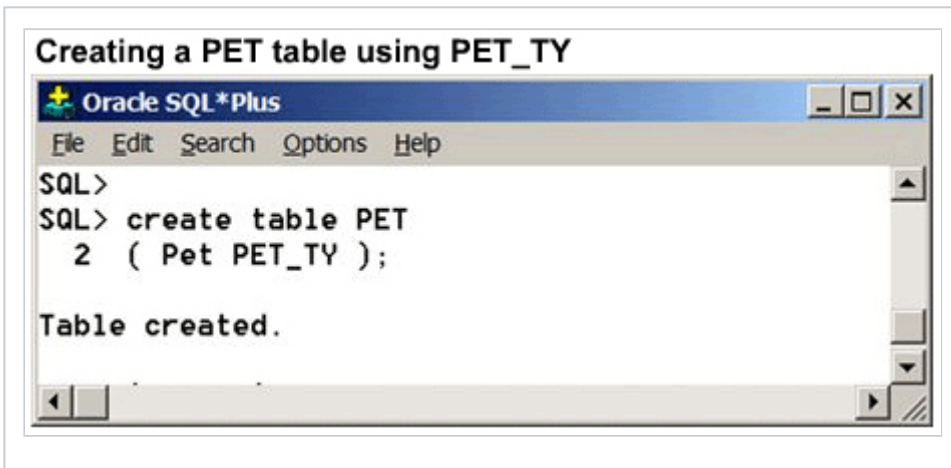 Creating a PET table using PET_TY
Oracle SQL*Plus
File Edit Search Options Help
SQL>
SQL> create table PET
2 ( Pet PET_TY );
Table created.